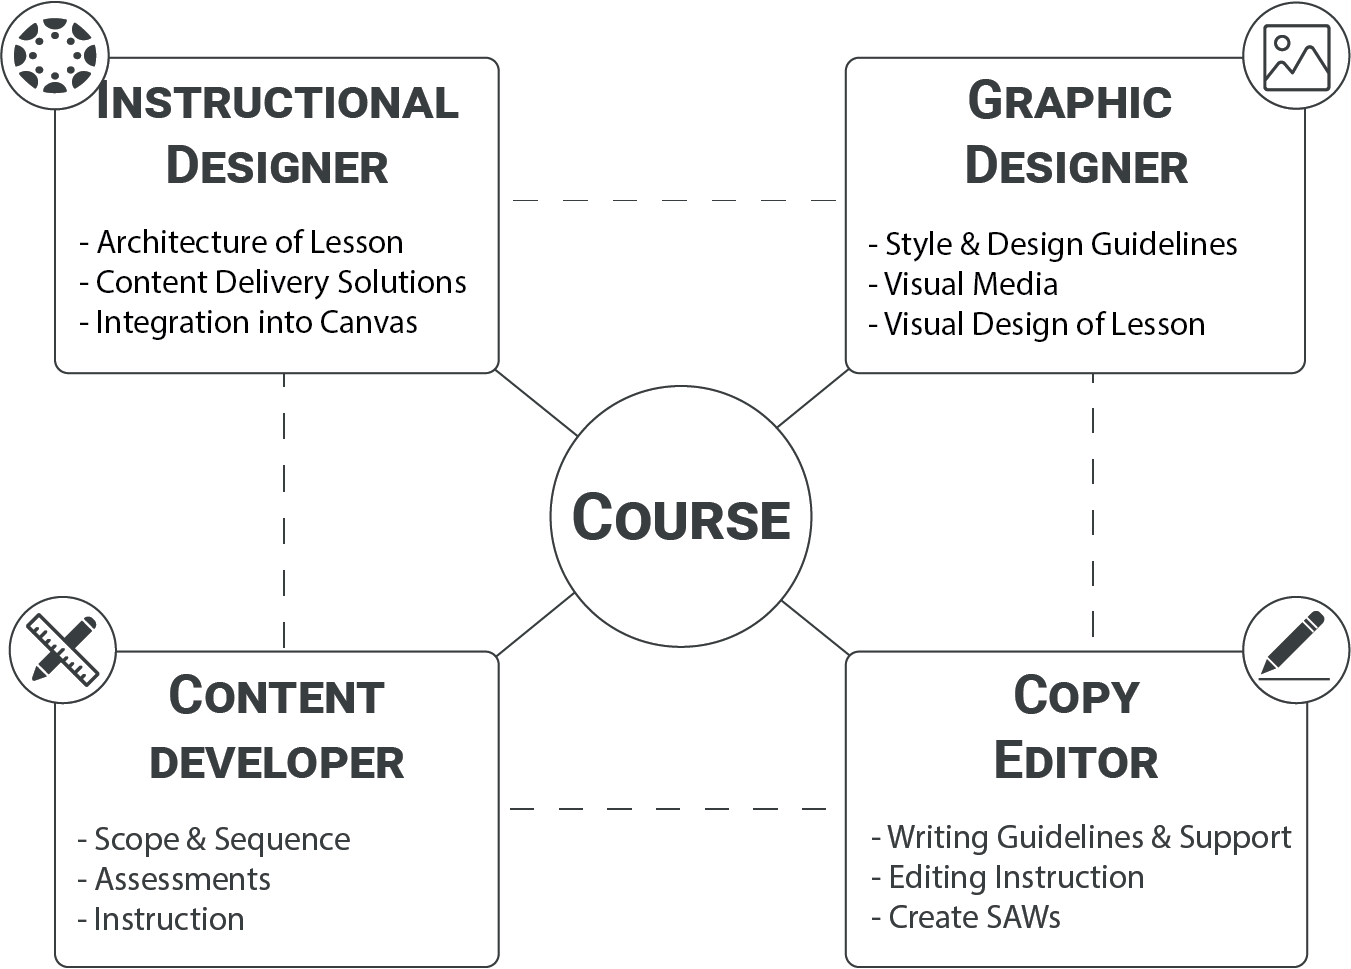 INSTRUCTIONAL
DESIGNER
- Architecture of Lesson
- Content Delivery Solutions
- Integration into Canvas
GRAPHIC
DESIGNER
- Style & Design Guidelines
- Visual Media
- Visual Design of Lesson
COURSE
CONTENT
DEVELOPER
- Scope & Sequence
- Assessments
- Instruction
COPY
EDITOR
- Writing Guidelines & Support
- Editing Instruction
- Create SAWs